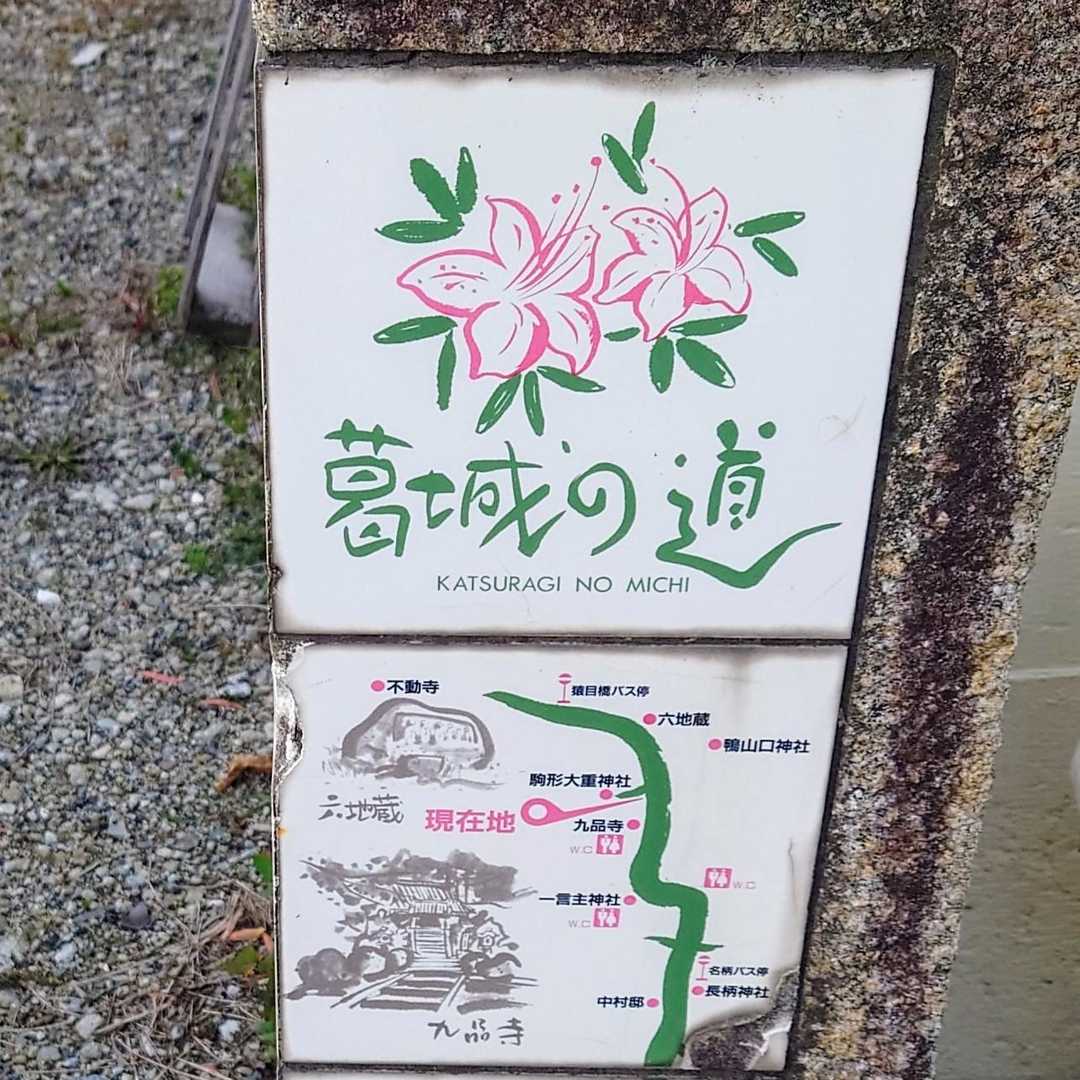 葛城の道
KATSURAGI NO MICHI
不動寺
猿目橋バス停
六地蔵
鴨山口神社
駒形大重神社
六地蔵
現在地
九品寺
W.C
W.C
一言主神社
W.C
名柄バス停
長柄神社
中村邸
九品寺